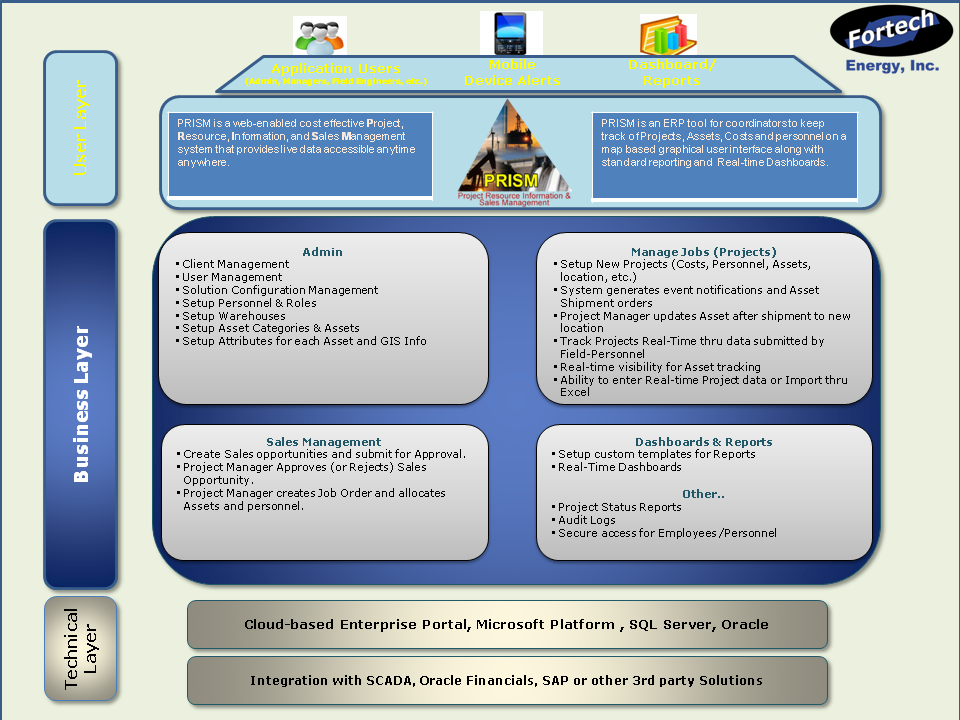 Fortech
Energy, Inc.
Application Users
(Admin, Managers, Field Engineers, etc.)
Mobile
Device Alerts
Dashboard/
Reports
User Layer
PRISM is a web-enabled cost effective Project,
Resource, Information, and Sales Management
system that provides live data accessible anytime
anywhere.
PRISM
Project Resource Information &
Sales Management
PRISM is an ERP tool for coordinators to keep
track of Projects, Assets, Costs and personnel on a
map based graphical user interface along with
standard reporting and Real-time Dashboards.
Business Layer
Admin
• Client Management
• User Management
• Solution Configuration Management
• Setup Personnel & Roles
• Setup Warehouses
• Setup Asset Categories & Assets
• Setup Attributes for each Asset and GIS Info
Manage Jobs (Projects)
• Setup New Projects (Costs, Personnel, Assets,
location, etc.)
• System generates event notifications and Asset
Shipment orders
• Project Manager updates Asset after shipment to new
location
• Track Projects Real-Time thru data submitted by
Field-Personnel
• Real-time visibility for Asset tracking
• Ability to enter Real-time Project data or Import thru
Excel
Sales Management
• Create Sales opportunities and submit for Approval.
• Project Manager Approves (or Rejects) Sales
Opportunity.
• Project Manager creates Job Order and allocates
Assets and personnel.
Dashboards & Reports
• Setup custom templates for Reports
• Real-Time Dashboards
Other..
• Project Status Reports
• Audit Logs
• Secure access for Employees/Personnel
Technical
Layer
Cloud-based Enterprise Portal, Microsoft Platform , SQL Server, Oracle
Integration with SCADA, Oracle Financials, SAP or other 3rd party Solutions